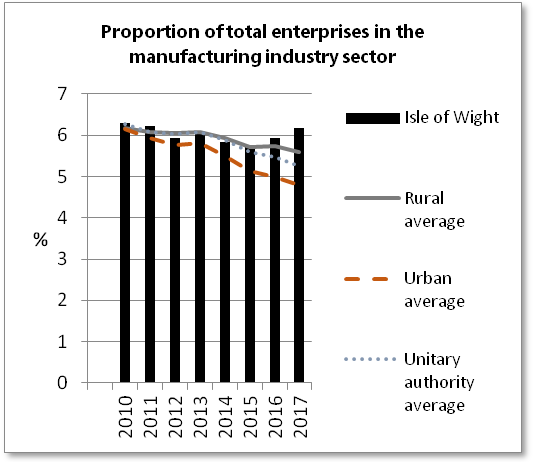 Proportion of total enterprises in the
manufacturing industry sector
7
6
5
4
3
2
1
0
%
2010
2011
2012
2013
2014
2015
2016
2017
Isle of Wight
Rural
average
Urban
average
Unitary
authority
average